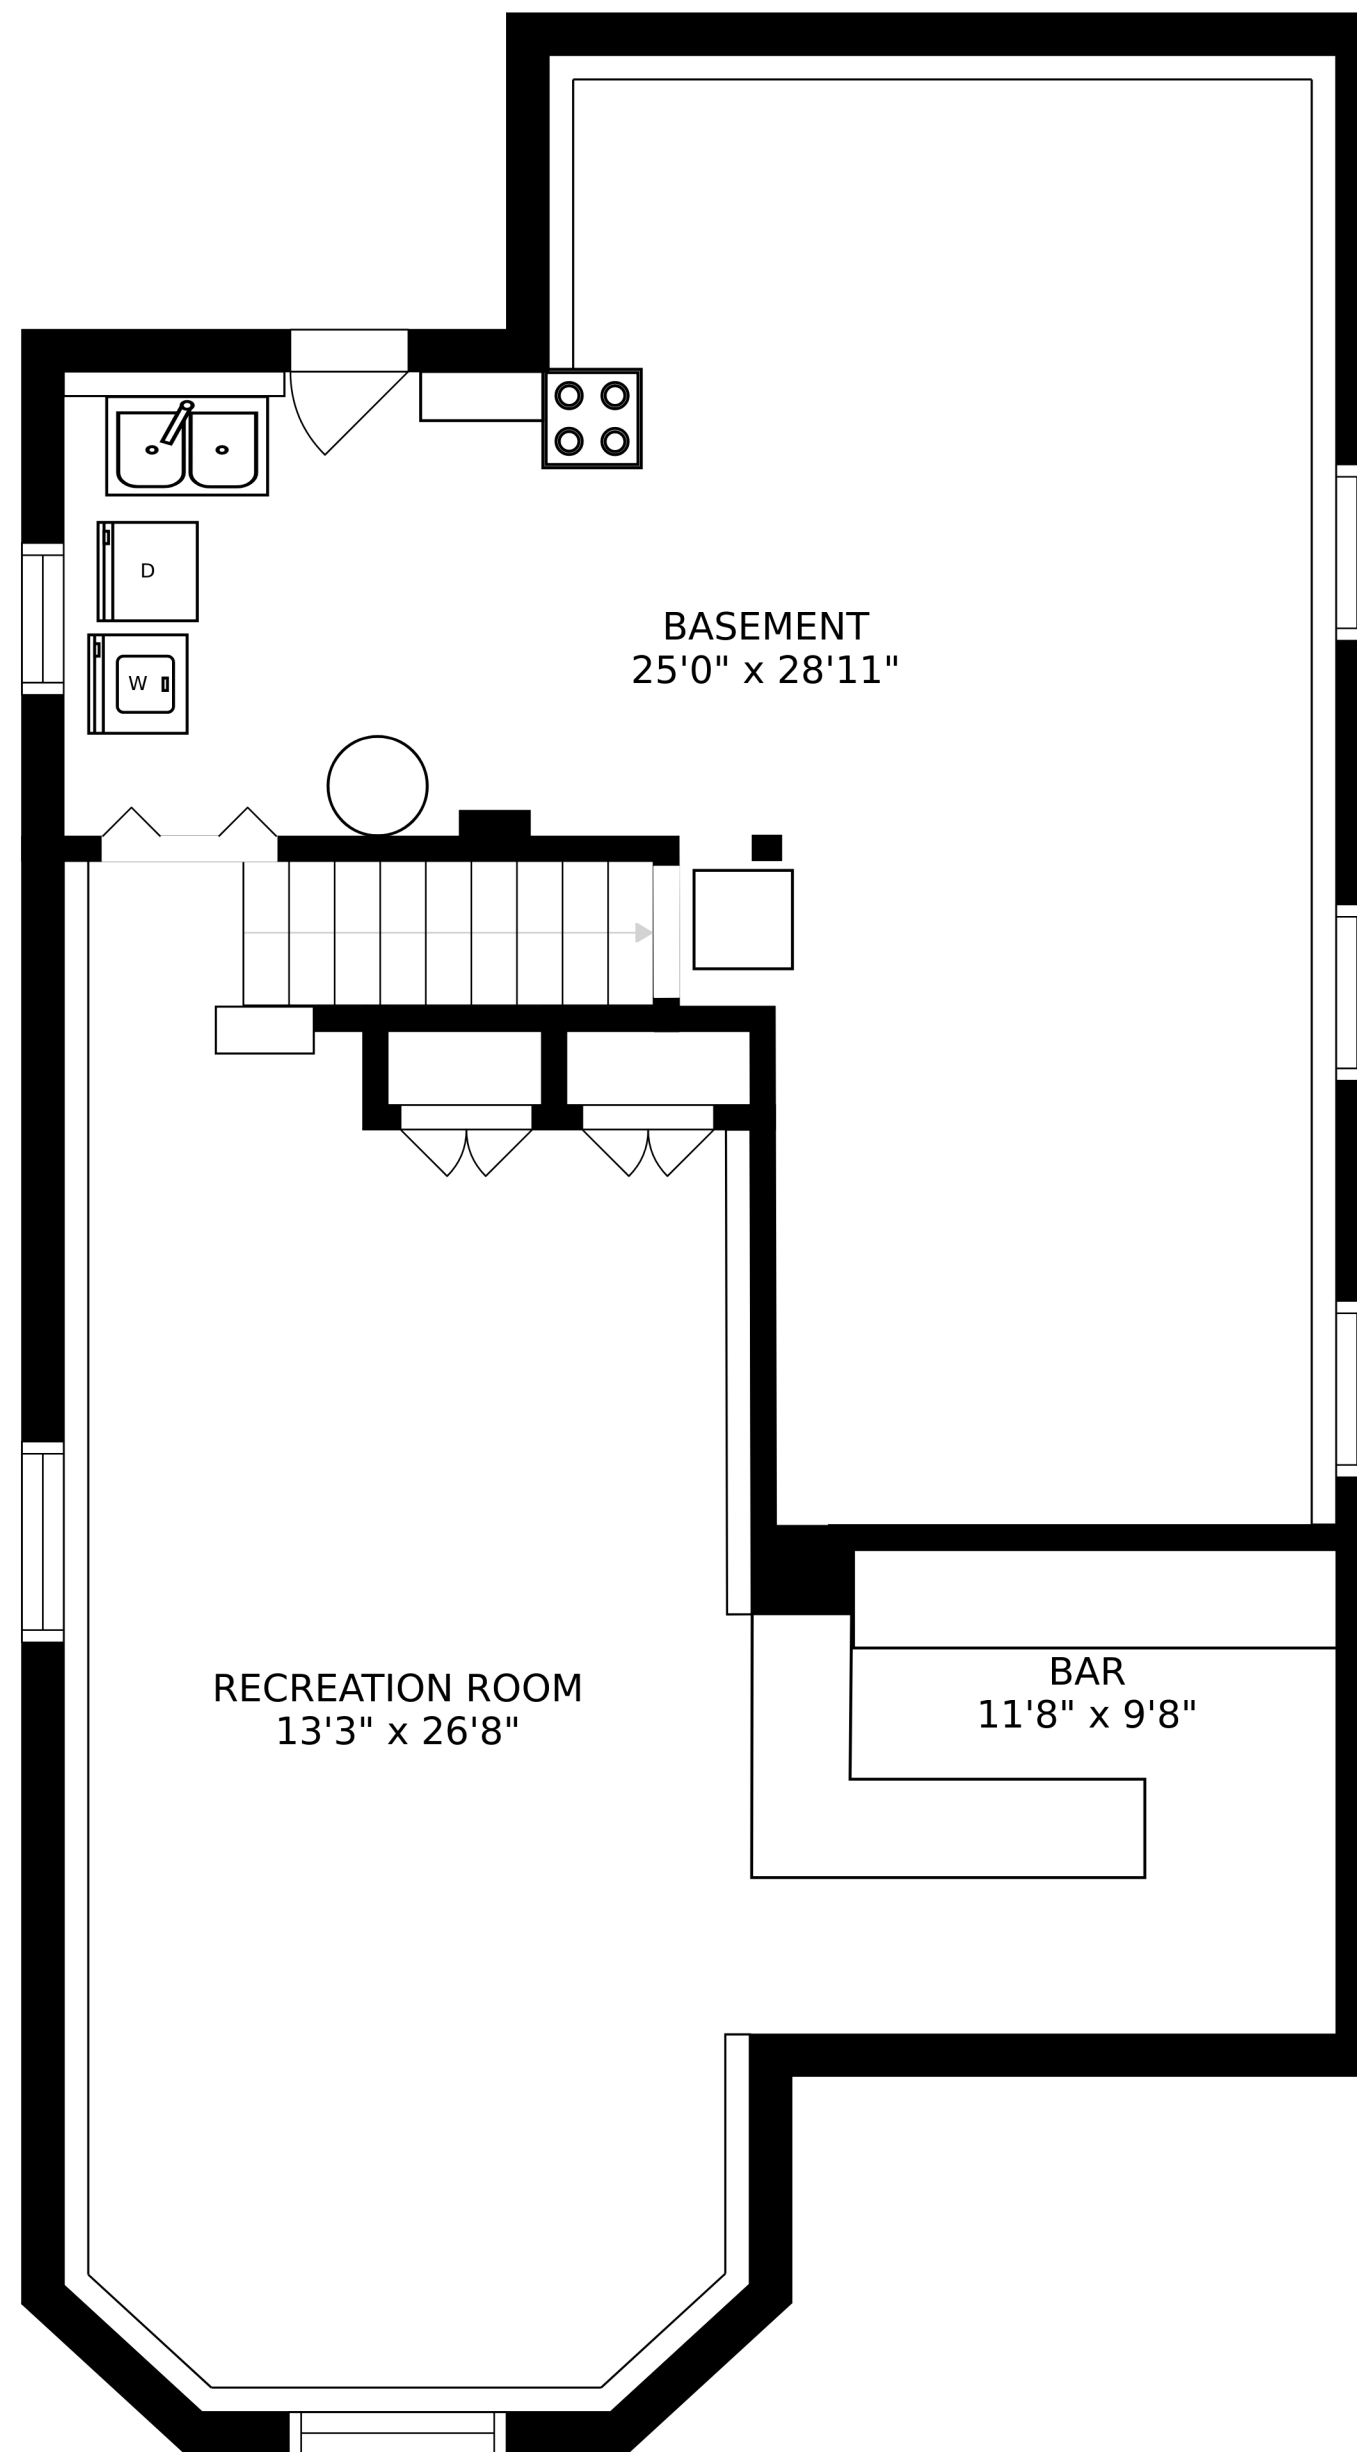 D
BASEMENT
25'0" x 28'11"
W
RECREATION ROOM
13'3" x 26'8"
BAR
11'8" x 9'8"